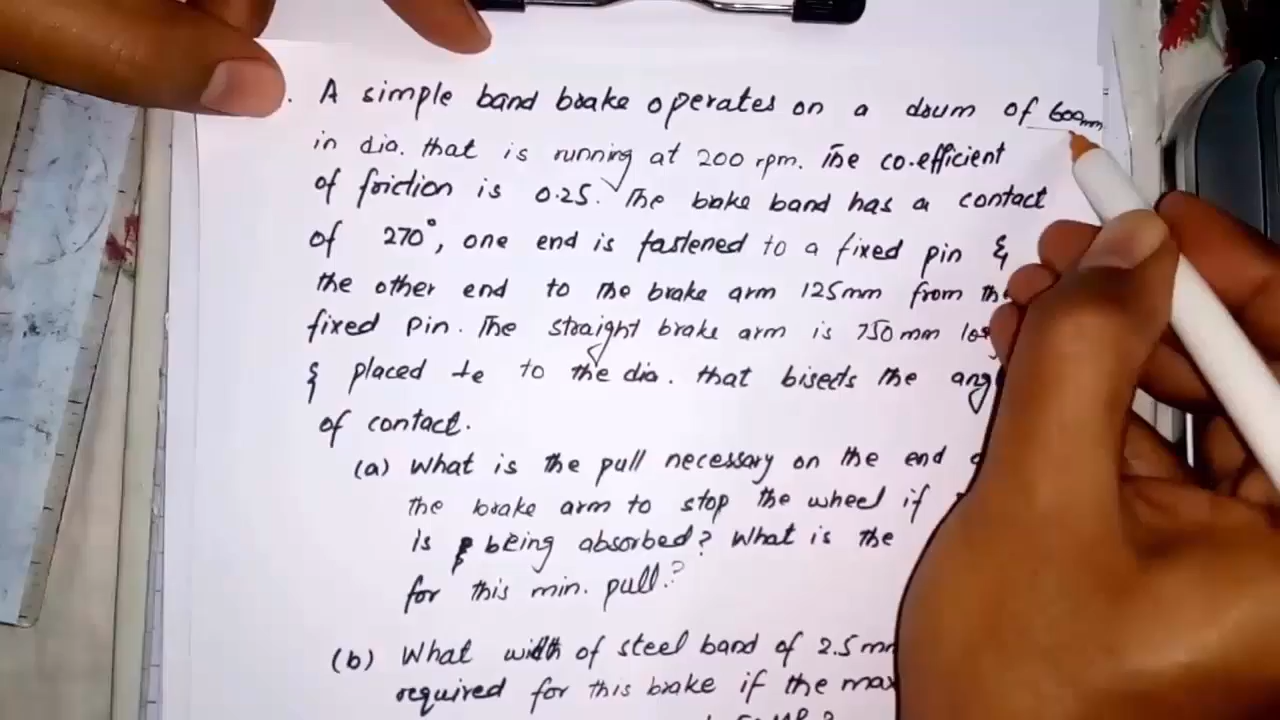 A simple band brake operates on a drum of 600mm
in dia. that is running at 200 rpm. The co.efficient
of friction is 0.25. The brake band has a contact
of 270°, one end is fastened to a fixed pin &
the other end to the brake arm 125mm from the
fixed pin. The straight brake arm is 750mm
& placed to the dia. that bisects the
of contact.
(a) What is the pull necessary on the end
the brake arm to stop the wheel if
is being absorbed? What is the
for this min. pull?
(b) What width of steel band of 2.5
required for this brake if the max